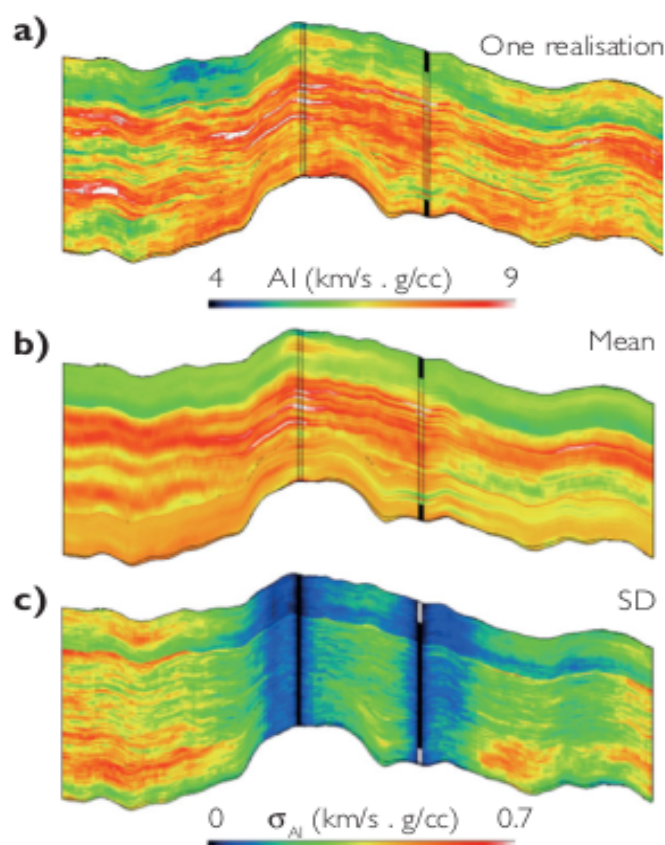 a)
One realisation
4 AI (km/s . g/cc) 9
b)
Mean
c)
SD
0 σAI (km/s . g/cc) 0.7